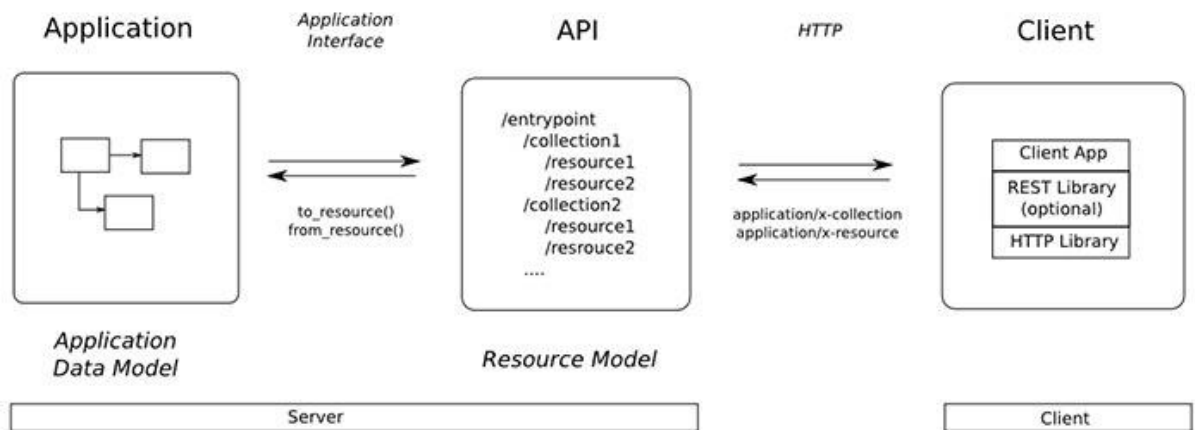 Application
Application
Interface
API
HTTP
Client
/entrypoint
/collection1
/resource1
/resource2
/collection2
/resource1
/resrouce2
....
to_resource()
from_resource()
application/x-collection
application/x-resource
Client App
REST Library
(optional)
HTTP Library
Application
Data Model
Resource Model
Server
Client